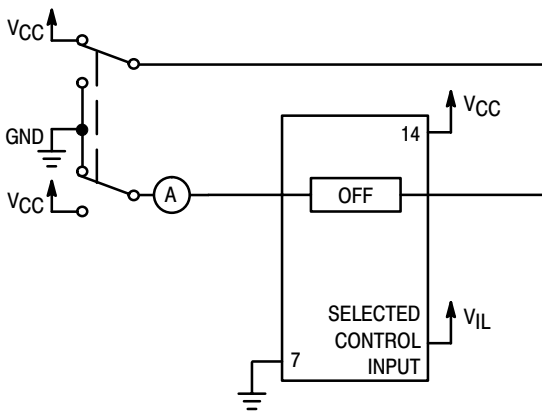 VCC
GND
VCC
A
14
VCC
OFF
SELECTED
CONTROL
INPUT
VIL
7